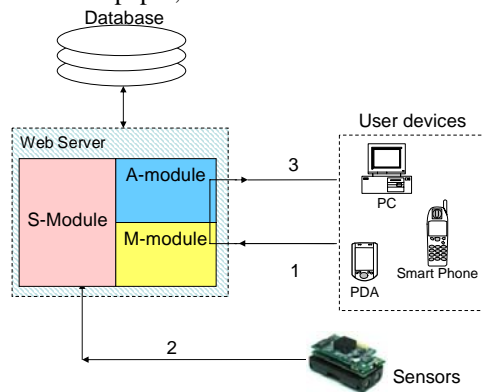 Database
Web Server
User devices
A-module
3
S-Module
PC
M-module
1
PDA
Smart Phone
2
Sensors